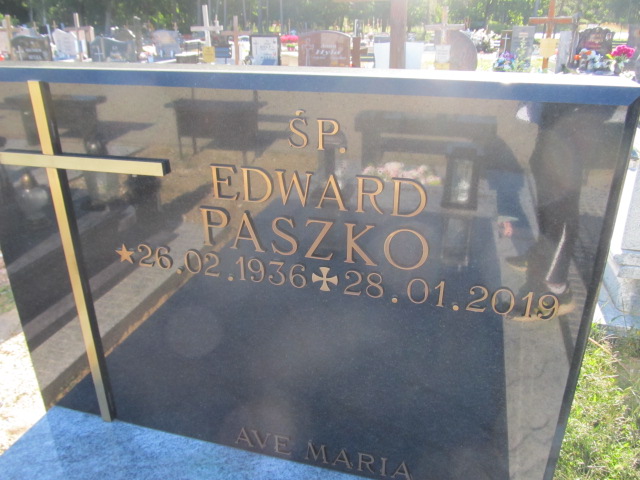 ŚP.
EDWARD
PASZKO
★26.02.1936 ✠ 28.01.2019
AVE MARIA